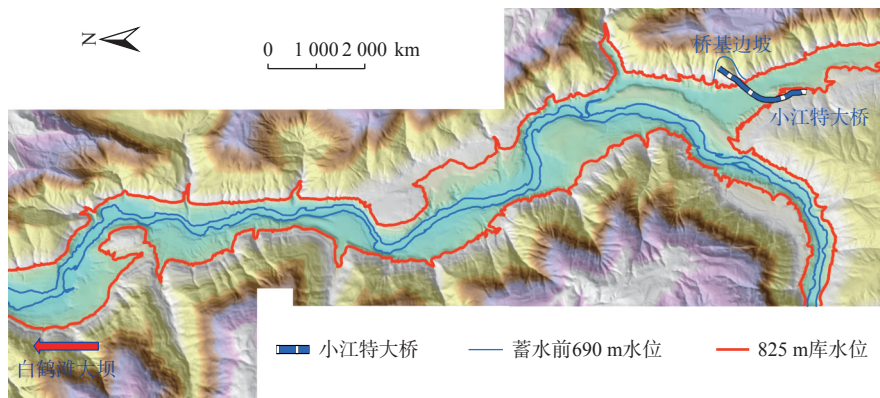 N
0 1 000 2 000 km
桥基边坡
小江特大桥
白鹤滩大坝
小江特大桥
蓄水前690 m水位
825 m库水位